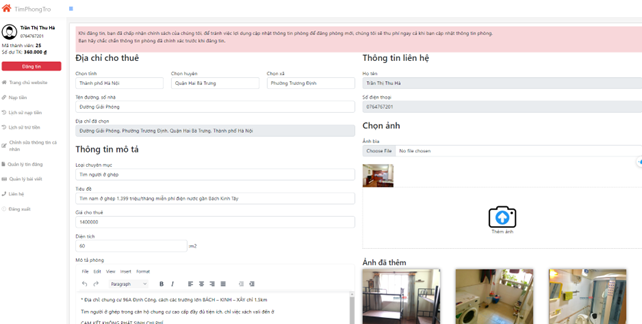 TimPhongTro
Trần Thị Thu Hà
0764767201
Mã thành viên: 25
Số dư TK: 360.000 ₫
Đăng tin
Trang chủ website
Nạp tiền
Lịch sử nạp tiền
Lịch sử trừ tiền
Chỉnh sửa thông tin cá
nhân
Quản lý tin đăng
Quản lý bài viết
Liên hệ
Đăng xuất
Khi đăng tin, bạn đã chấp nhận chính sách của chúng tôi, để tránh việc lợi dụng cập nhật thông tin phòng để đăng phòng mới, chúng tôi sẽ thu phí ngay cả khi bạn cập nhật thông tin phòng.
Bạn hãy chắc chắn thông tin phòng đã chính xác trước khi đăng tin.
Địa chỉ cho thuê
Chọn tỉnh
Chọn huyện
Chọn xã
Thành phố Hà Nội
Quận Hai Bà Trưng
Phường Trương Định
Tên đường, số nhà
Đường Giải Phóng
Địa chỉ đã chọn
Đường Giải Phóng, Phường Trương Định, Quận Hai Bà Trưng, Thành phố Hà Nội
Thông tin mô tả
Loại chuyên mục
Tìm người ở ghép
Tiêu đề
Tìm nam ở ghép 1.399 triệu/tháng miễn phí điện nước gần Bách Kinh Tây
Giá cho thuê
1400000
Diện tích
60
m2
Mô tả phòng
File Edit View Insert Format
Paragraph
B I
* Địa chỉ: chung cư 96A Định Công, cách các trường lớn BÁCH – KINH – XÂY chỉ 1.3km
Tìm người ở ghép trong căn hộ chung cư cao cấp đầy đủ tiện ích, chỉ việc xách vali đến ở
CAM KẾT KHÔNG PHÁT SINH CHI PHÍ
Thông tin liên hệ
Họ tên
Trần Thị Thu Hà
Số điện thoại
0764767201
Chọn ảnh
Ảnh bìa
Choose File No file chosen
Thêm ảnh
Ảnh đã thêm